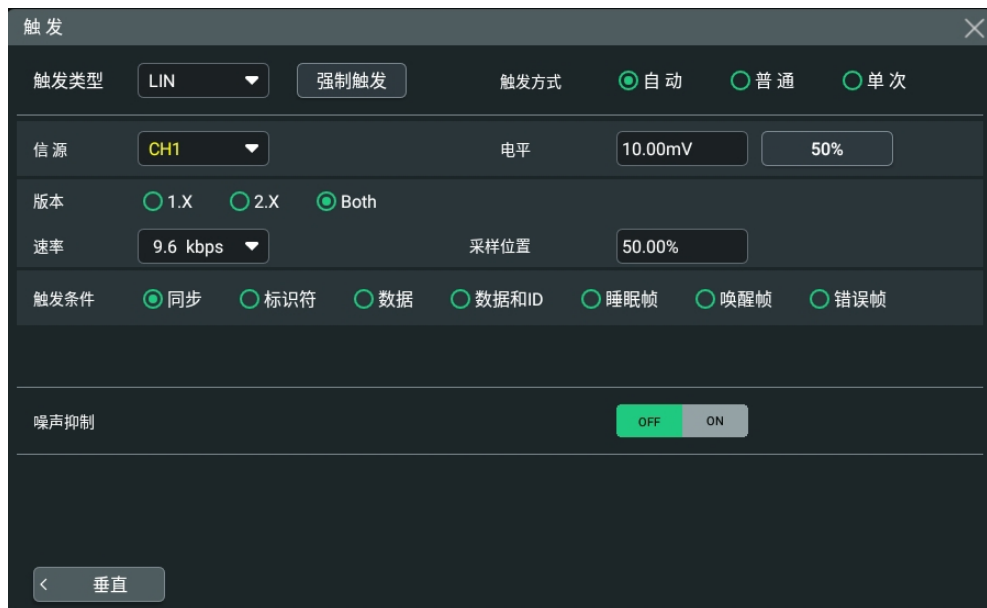 触发
触发类型 LIN 强制触发 触发方式 自动 普通 单次
信源 CH1 电平 10.00mV 50%
版本 1.X 2.X Both
速率 9.6 kbps 采样位置 50.00%
触发条件 同步 标识符 数据 数据和ID 睡眠帧 唤醒帧 错误帧
噪声抑制 OFF ON
垂直